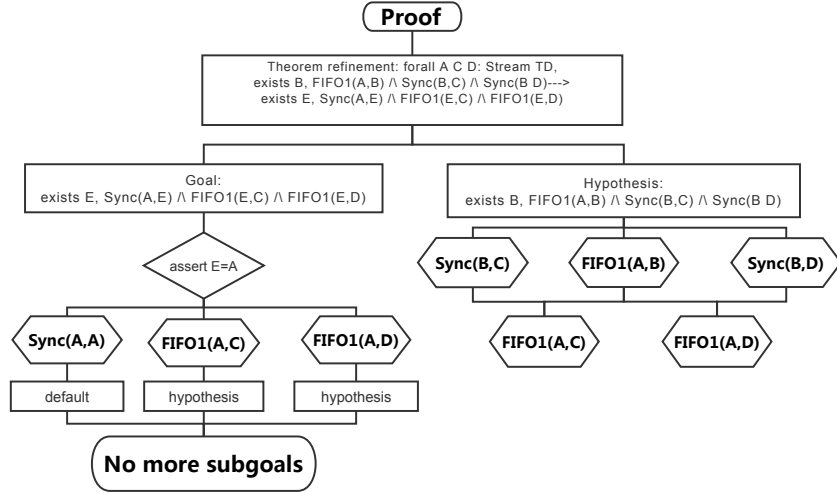 Proof
Theorem refinement: forall A C D: Stream TD,
exists B, FIFO1(A,B) /\ Sync(B,C) /\ Sync(B D)--->
exists E, Sync(A,E) /\ FIFO1(E,C) /\ FIFO1(E,D)
Goal:
exists E, Sync(A,E) /\ FIFO1(E,C) /\ FIFO1(E,D)
Hypothesis:
exists B, FIFO1(A,B) /\ Sync(B,C) /\ Sync(B D)
assert E=A
Sync(B,C)
FIFO1(A,B)
Sync(B,D)
Sync(A,A)
FIFO1(A,C)
FIFO1(A,D)
FIFO1(A,C)
FIFO1(A,D)
default
hypothesis
hypothesis
No more subgoals